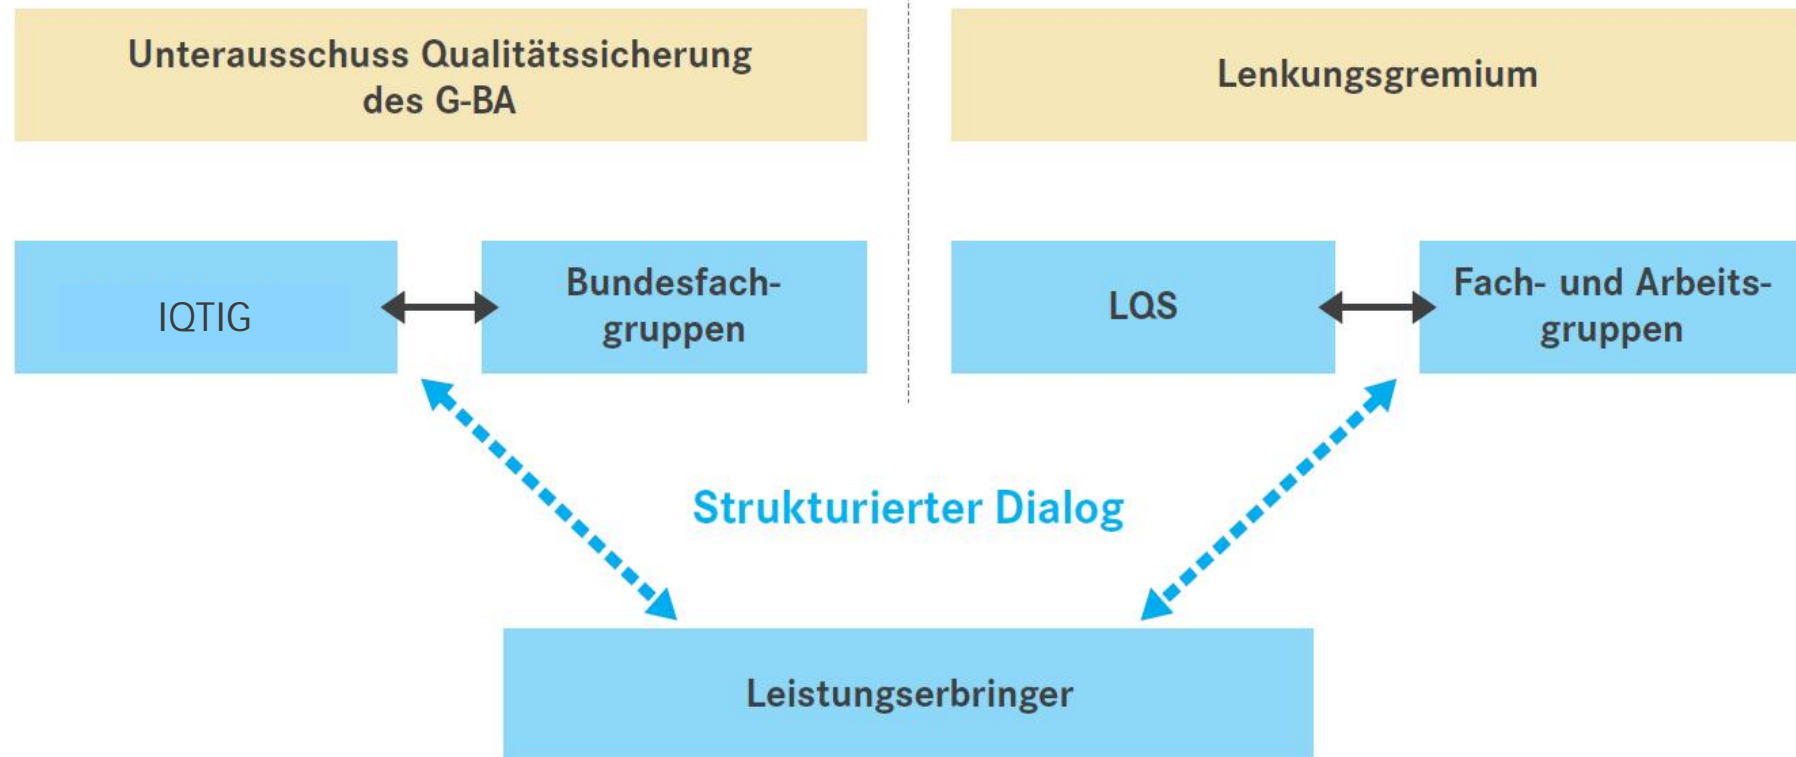 Unterausschuss Qualitätssicherung
des G-BA
Lenkungsgremium
IQTIG
Bundesfach-
gruppen
LQS
Fach- und Arbeits-
gruppen
Strukturierter Dialog
Leistungserbringer